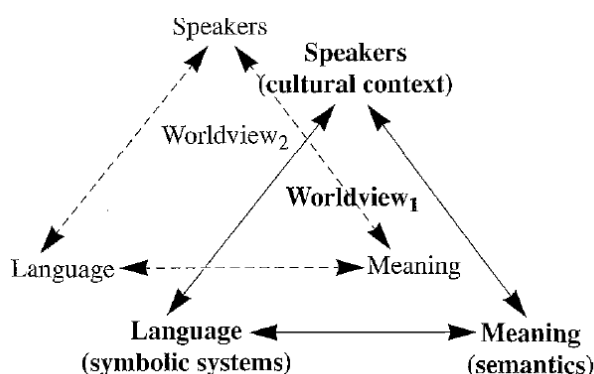 Speakers
Speakers
(cultural context)
Worldview2
Worldview1
Language
Meaning
Language
(symbolic systems)
Meaning
(semantics)